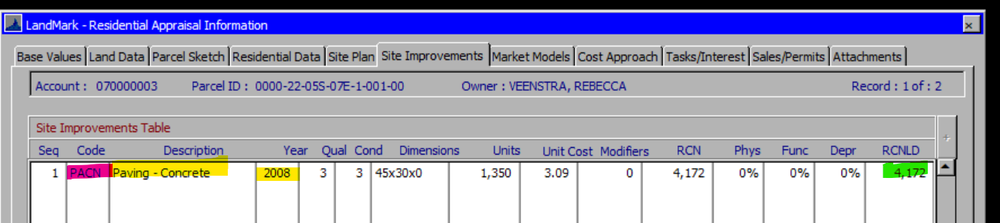 LandMark - Residential Appraisal Information
Base Values Land Data Parcel Sketch Residential Data Site Plan Site Improvements Market Models Cost Approach Tasks/Interest Sales/Permits Attachments
Account : 070000003 Parcel ID : 0000-22-05S-07E-1-001-00 Owner : VEENSTRA, REBECCA Record : 1 of : 2
Site Improvements Table
Seq Code Description Year Qual Cond Dimensions Units Unit Cost Modifiers RCN Phys Func Depr RCNLD
1 PACN Paving - Concrete 2008 3 3 45x30x0 1,350 3.09 0 4,172 0% 0% 0% 4,172